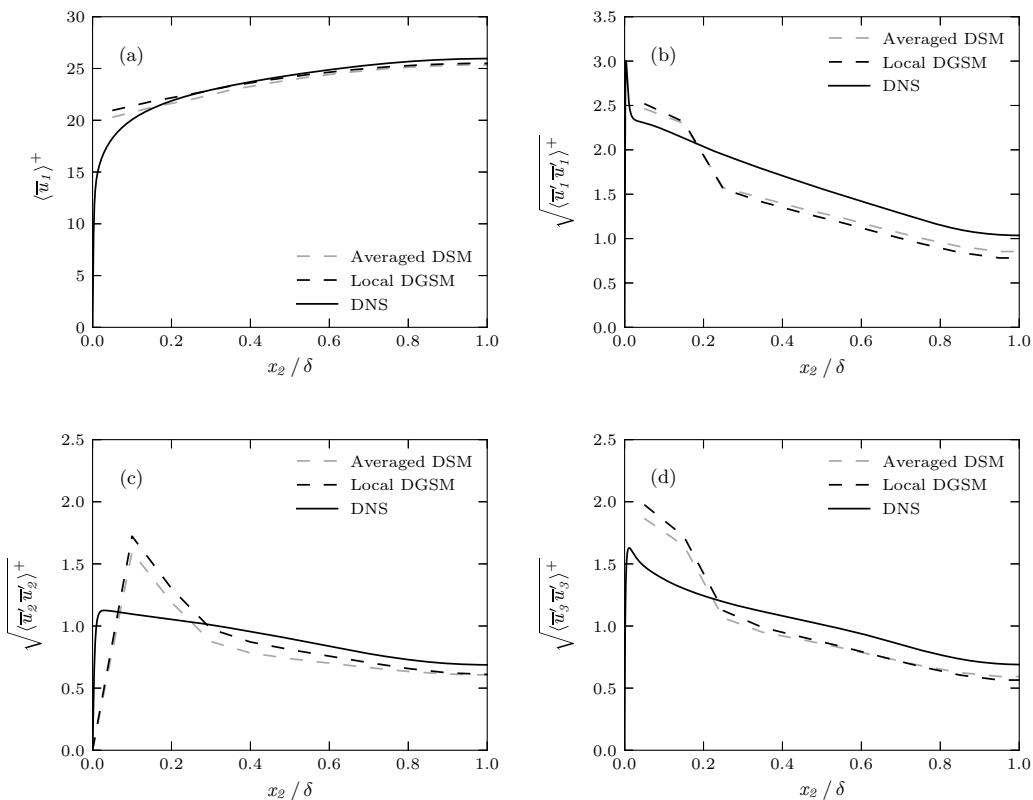 (a)
30
25
20
15
10
5
0
⟨u̅₁⟩⁺
Averaged DSM
Local DGSM
DNS
0.0 0.2 0.4 0.6 0.8 1.0
x₂ / δ
(b)
3.5
3.0
2.5
2.0
1.5
1.0
0.5
0.0
√⟨u̅′₁u̅′₁⟩⁺
Averaged DSM
Local DGSM
DNS
0.0 0.2 0.4 0.6 0.8 1.0
x₂ / δ
(c)
2.5
2.0
1.5
1.0
0.5
0.0
√⟨u̅′₂u̅′₂⟩⁺
Averaged DSM
Local DGSM
DNS
0.0 0.2 0.4 0.6 0.8 1.0
x₂ / δ
(d)
2.5
2.0
1.5
1.0
0.5
0.0
√⟨u̅′₃u̅′₃⟩⁺
Averaged DSM
Local DGSM
DNS
0.0 0.2 0.4 0.6 0.8 1.0
x₂ / δ